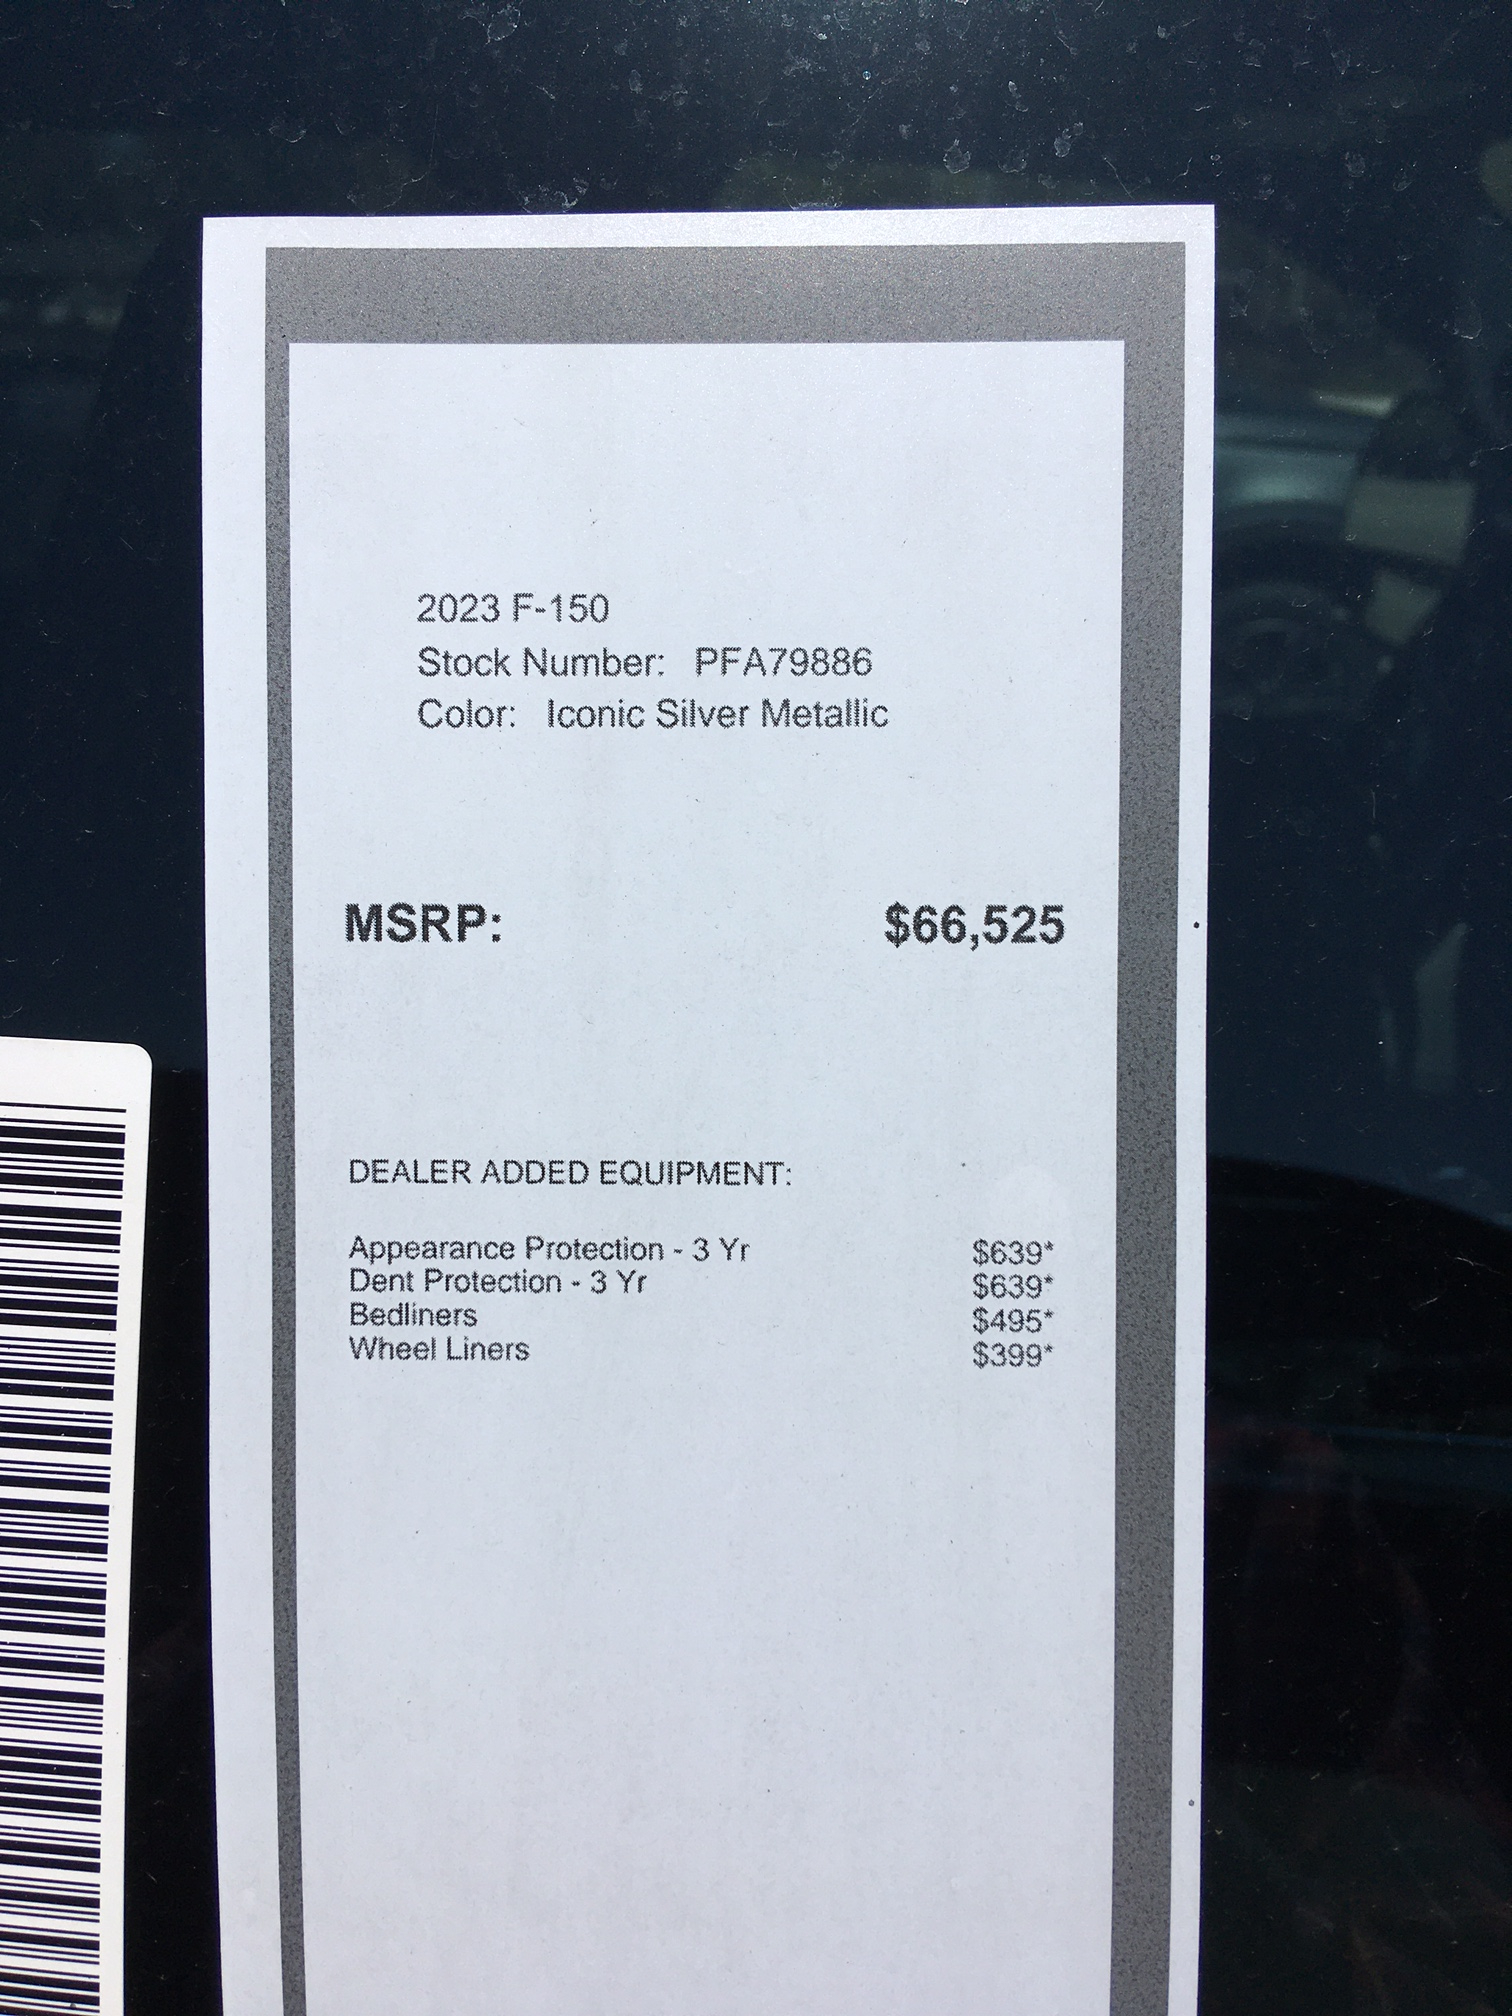 2023 F-150
Stock Number: PFA79886
Color: Iconic Silver Metallic
MSRP: $66,525
DEALER ADDED EQUIPMENT:
Appearance Protection - 3 Yr $639*
Dent Protection - 3 Yr $639*
Bedliners $495*
Wheel Liners $399*